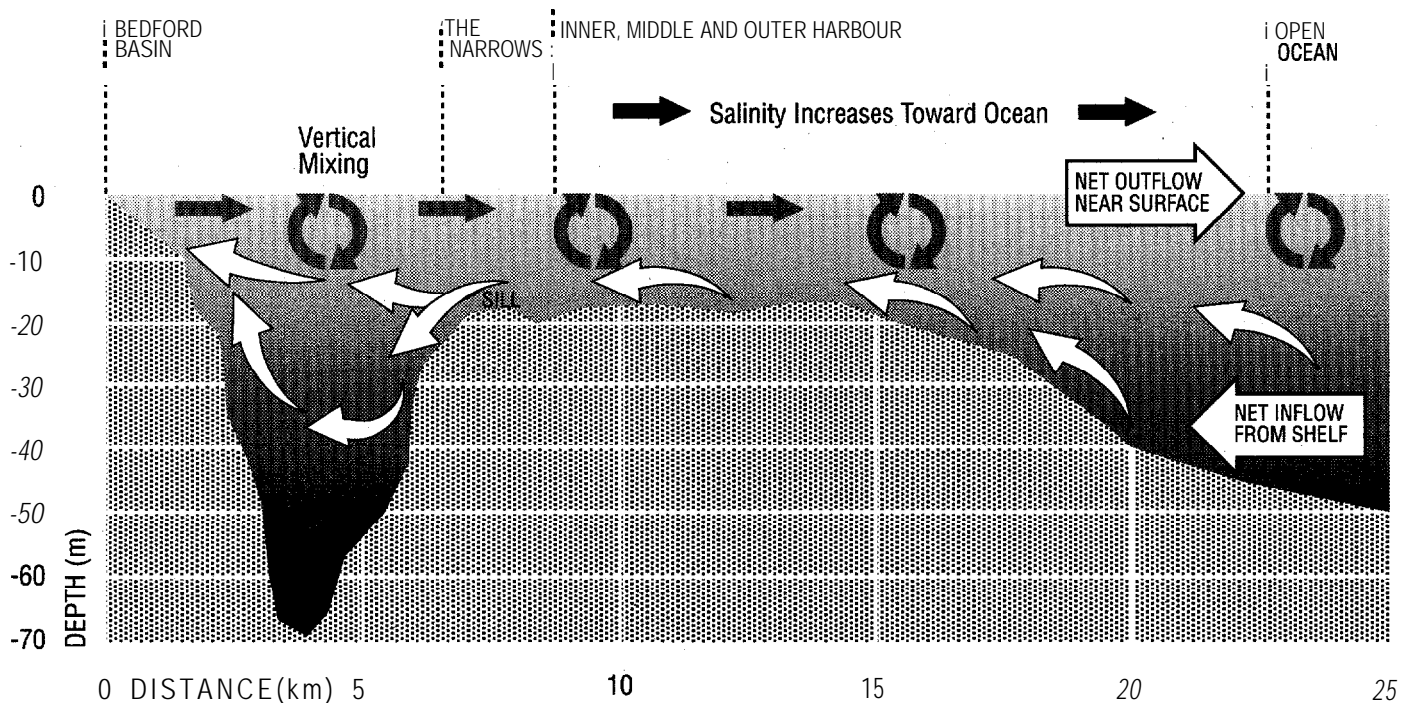 BEDFORD
BASIN
THE
NARROWS
INNER, MIDDLE AND OUTER HARBOUR
OPEN
OCEAN
Salinity Increases Toward Ocean
Vertical
Mixing
NET OUTFLOW
NEAR SURFACE
SILL
NET INFLOW
FROM SHELF
0
-10
-20
-30
-40
-50
-60
-70
DEPTH (m)
0 DISTANCE(km) 5 10 15 20 25